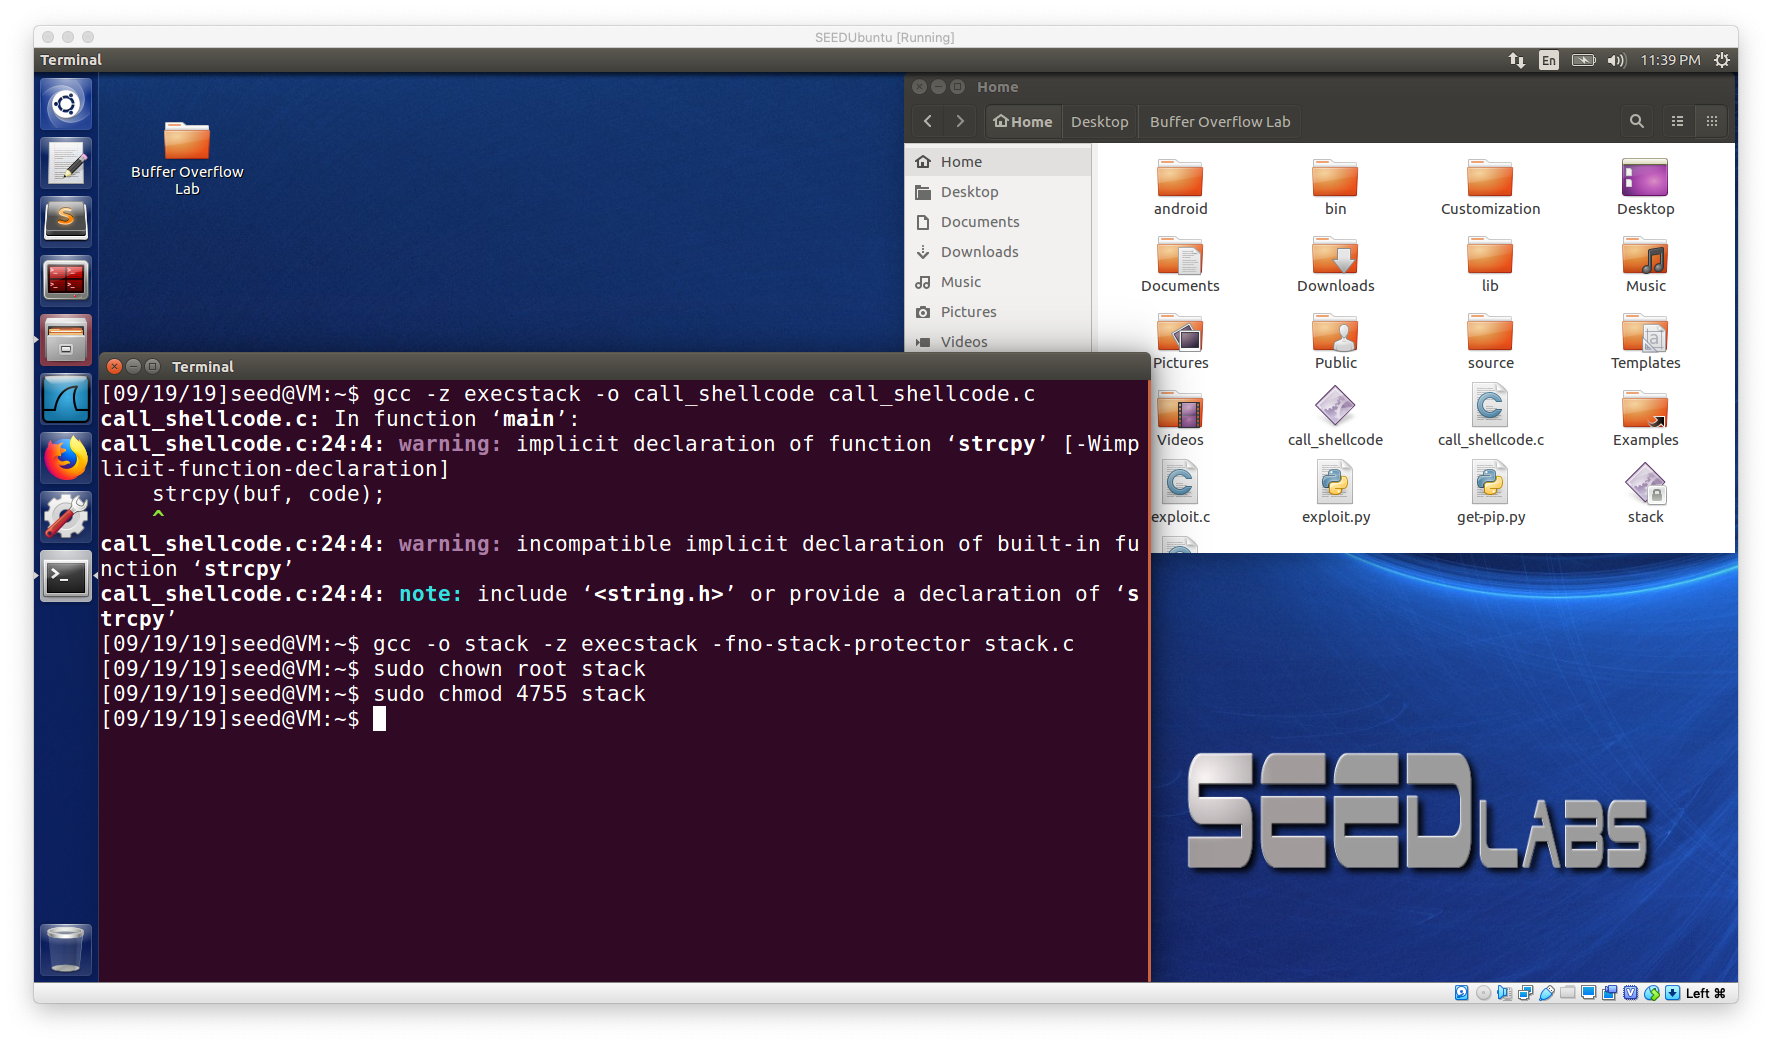 SEEDUbuntu [Running]
Terminal
En
11:39 PM
Home
Home
Desktop
Buffer Overflow Lab
Buffer Overflow
Lab
Home
Desktop
Documents
Downloads
Music
Pictures
Videos
android
bin
Customization
Desktop
Documents
Downloads
lib
Music
Pictures
Public
source
Templates
Videos
call_shellcode
call_shellcode.c
Examples
exploit.c
exploit.py
get-pip.py
stack
Terminal
[09/19/19]seed@VM:~$ gcc -z execstack -o call_shellcode call_shellcode.c
call_shellcode.c: In function ‘main’:
call_shellcode.c:24:4: warning: implicit declaration of function ‘strcpy’ [-Wimp
licit-function-declaration]
    strcpy(buf, code);
    ^
call_shellcode.c:24:4: warning: incompatible implicit declaration of built-in fu
nction ‘strcpy’
call_shellcode.c:24:4: note: include ‘<string.h>’ or provide a declaration of ‘s
trcpy’
[09/19/19]seed@VM:~$ gcc -o stack -z execstack -fno-stack-protector stack.c
[09/19/19]seed@VM:~$ sudo chown root stack
[09/19/19]seed@VM:~$ sudo chmod 4755 stack
[09/19/19]seed@VM:~$
SEEDLABS
Left ⌘